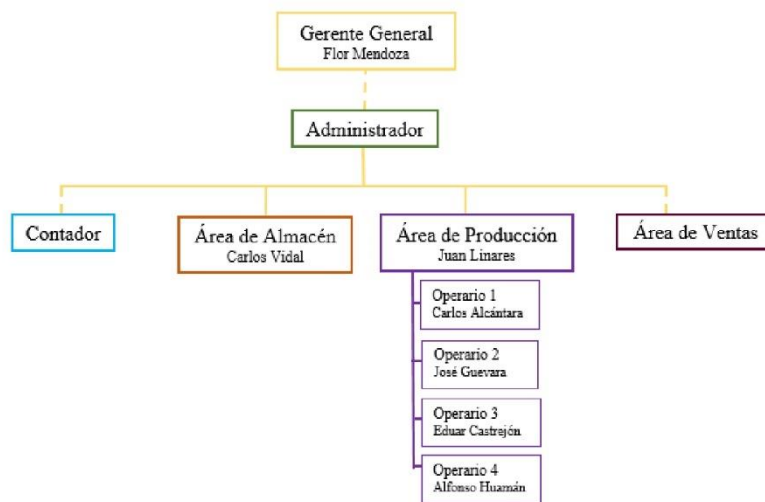 Gerente General
Flor Mendoza
Administrador
Contador
Área de Almacén
Carlos Vidal
Área de Producción
Juan Linares
Área de Ventas
Operario 1
Carlos Alcántara
Operario 2
José Guevara
Operario 3
Eduar Castrejón
Operario 4
Alfonso Huamán